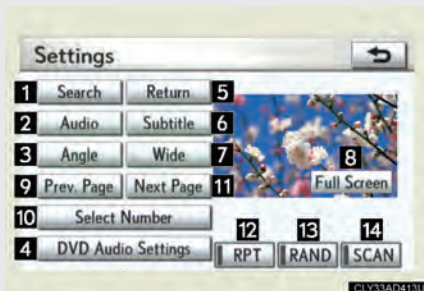 Settings
1 Search Return 5
2 Audio Subtitle 6
3 Angle Wide 7
8
9 Prev. Page Next Page 11 Full Screen
10 Select Number
12 13 14
4 DVD Audio Settings RPT RAND SCAN
CLY33AD413U